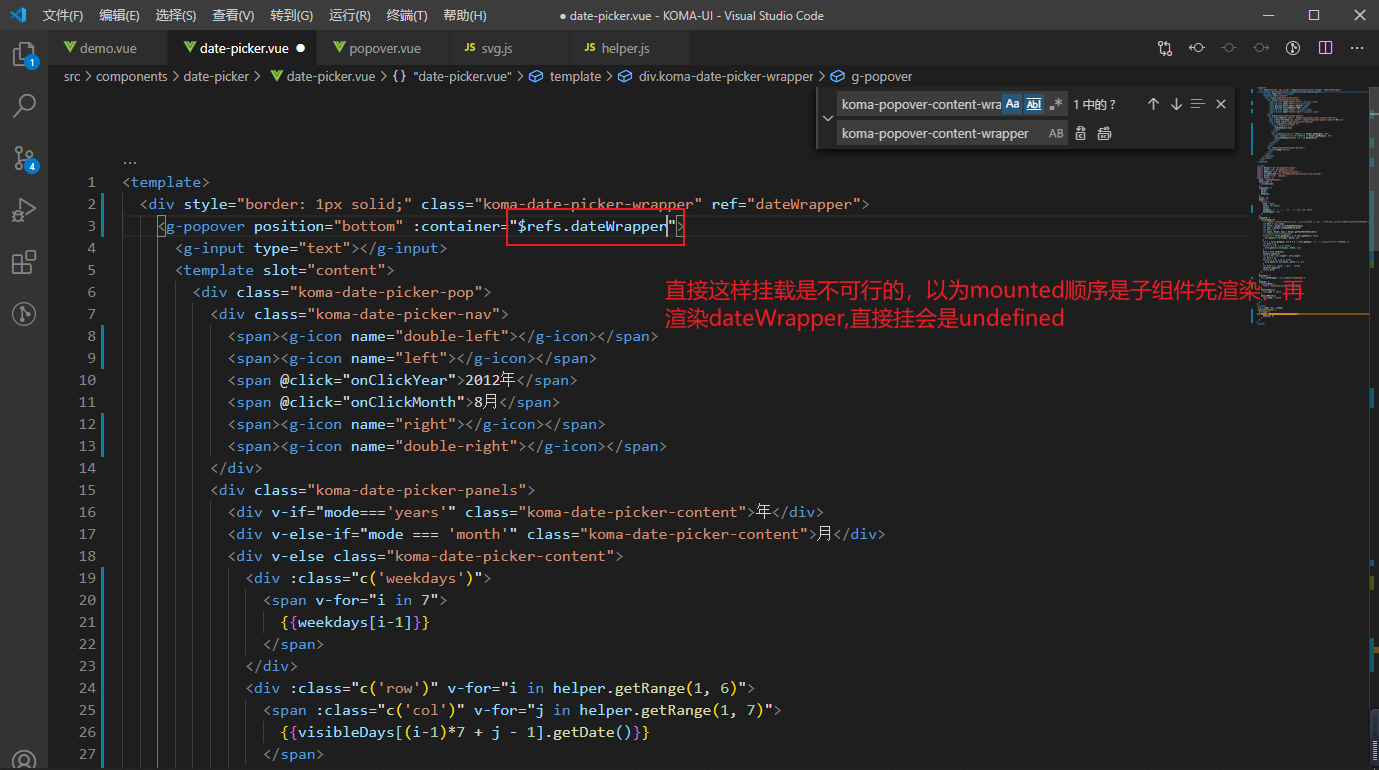 文件(F) 编辑(E) 选择(S) 查看(V) 转到(G) 运行(R) 终端(T) 帮助(H) ● date-picker.vue - KOMA-UI - Visual Studio Code
demo.vue date-picker.vue ● popover.vue JS svg.js JS helper.js
src > components > date-picker > date-picker.vue > {} "date-picker.vue" > template > div.koma-date-picker-wrapper > g-popover
koma-popover-content-wra Aa Abl .* 1 中的 ?
koma-popover-content-wrapper AB
1
4
...
1 <template>
2 <div style="border: 1px solid;" class="koma-date-picker-wrapper" ref="dateWrapper">
3 <g-popover position="bottom" :container="$refs.dateWrapper">
4 <g-input type="text"></g-input>
5 <template slot="content">
6 <div class="koma-date-picker-pop">
直接这样挂载是不可行的，以为mounted顺序是子组件先渲染，再
渲染dateWrapper,直接挂会是undefined
7 <div class="koma-date-picker-nav">
8 <span><g-icon name="double-left"></g-icon></span>
9 <span><g-icon name="left"></g-icon></span>
10 <span @click="onClickYear">2012年</span>
11 <span @click="onClickMonth">8月</span>
12 <span><g-icon name="right"></g-icon></span>
13 <span><g-icon name="double-right"></g-icon></span>
14 </div>
15 <div class="koma-date-picker-panels">
16 <div v-if="mode==='years'" class="koma-date-picker-content">年</div>
17 <div v-else-if="mode === 'month'" class="koma-date-picker-content">月</div>
18 <div v-else class="koma-date-picker-content">
19 <div :class="c('weekdays')">
20 <span v-for="i in 7">
21 {{weekdays[i-1]}}
22 </span>
23 </div>
24 <div :class="c('row')" v-for="i in helper.getRange(1, 6)">
25 <span :class="c('col')" v-for="j in helper.getRange(1, 7)">
26 {{visibleDays[(i-1)*7 + j - 1].getDate()}}
27 </span>